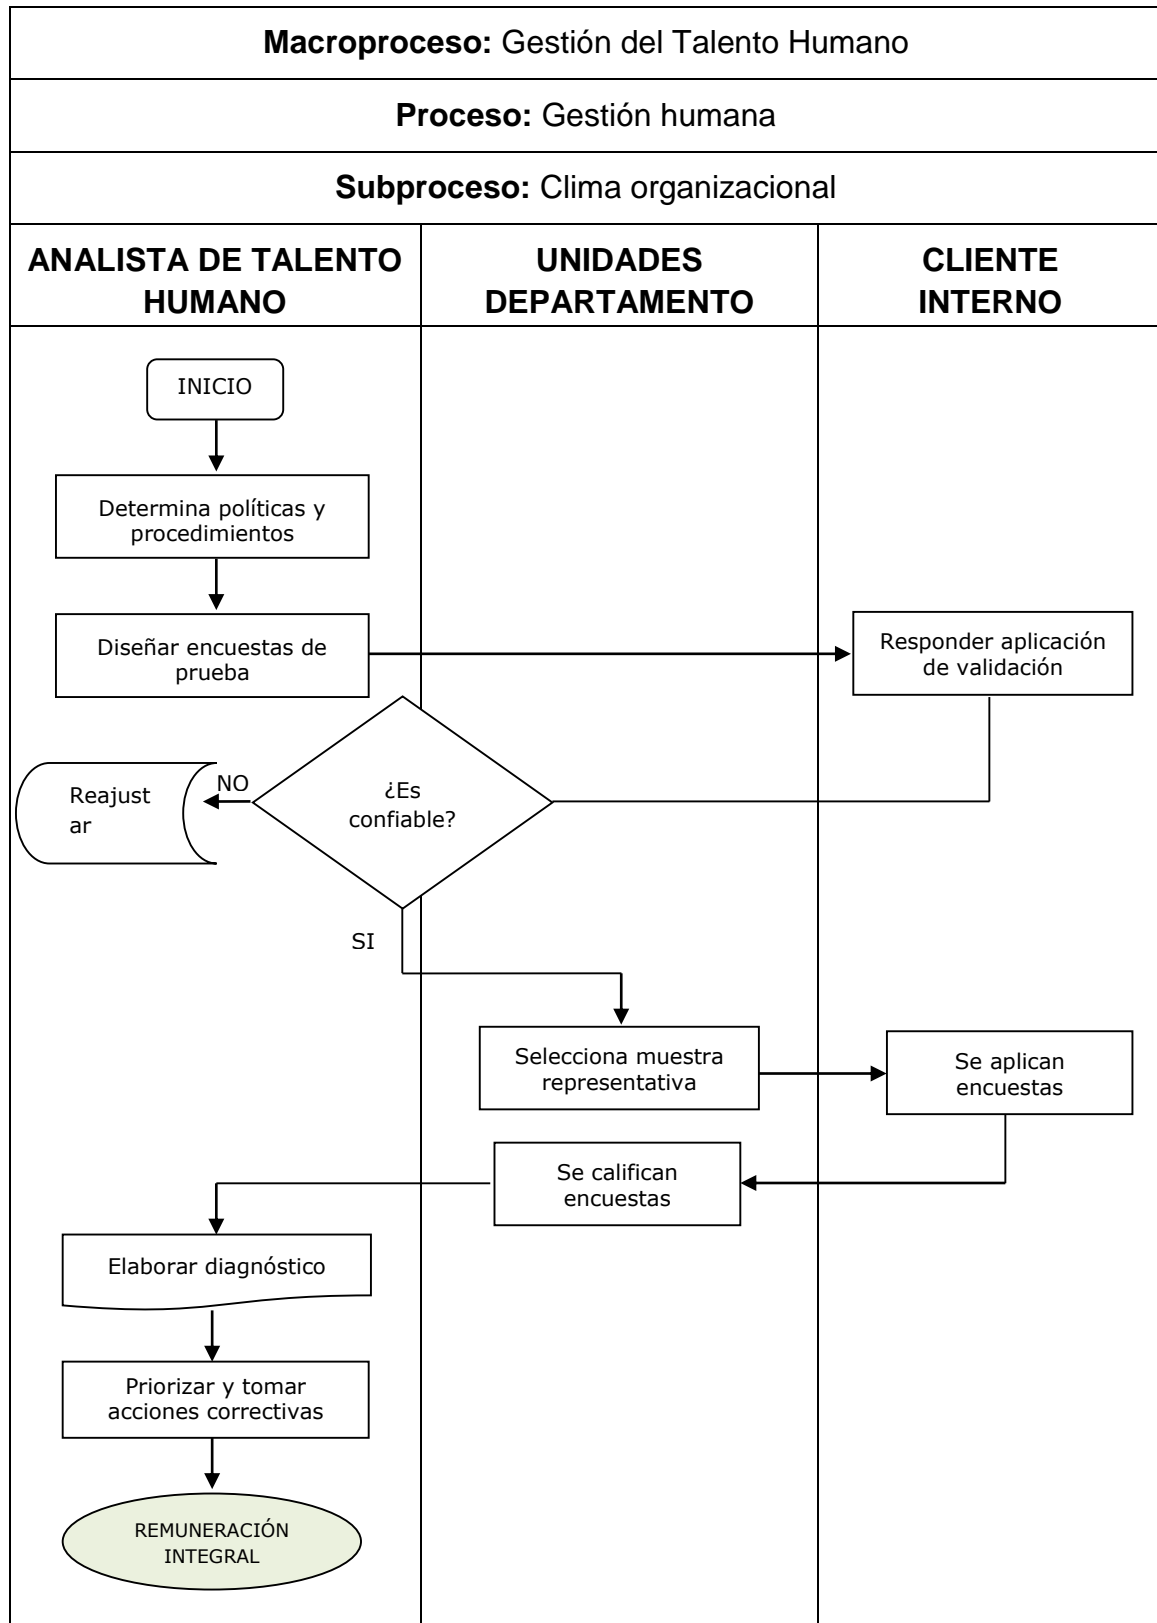 Macroproceso: Gestión del Talento Humano
Proceso: Gestión humana
Subproceso: Clima organizacional
ANALISTA DE TALENTO
HUMANO
UNIDADES
DEPARTAMENTO
CLIENTE
INTERNO
INICIO
Determina políticas y
procedimientos
Diseñar encuestas de
prueba
Responder aplicación
de validación
¿Es
confiable?
NO
Reajust
ar
SI
Selecciona muestra
representativa
Se aplican
encuestas
Se califican
encuestas
Elaborar diagnóstico
Priorizar y tomar
acciones correctivas
REMUNERACIÓN
INTEGRAL